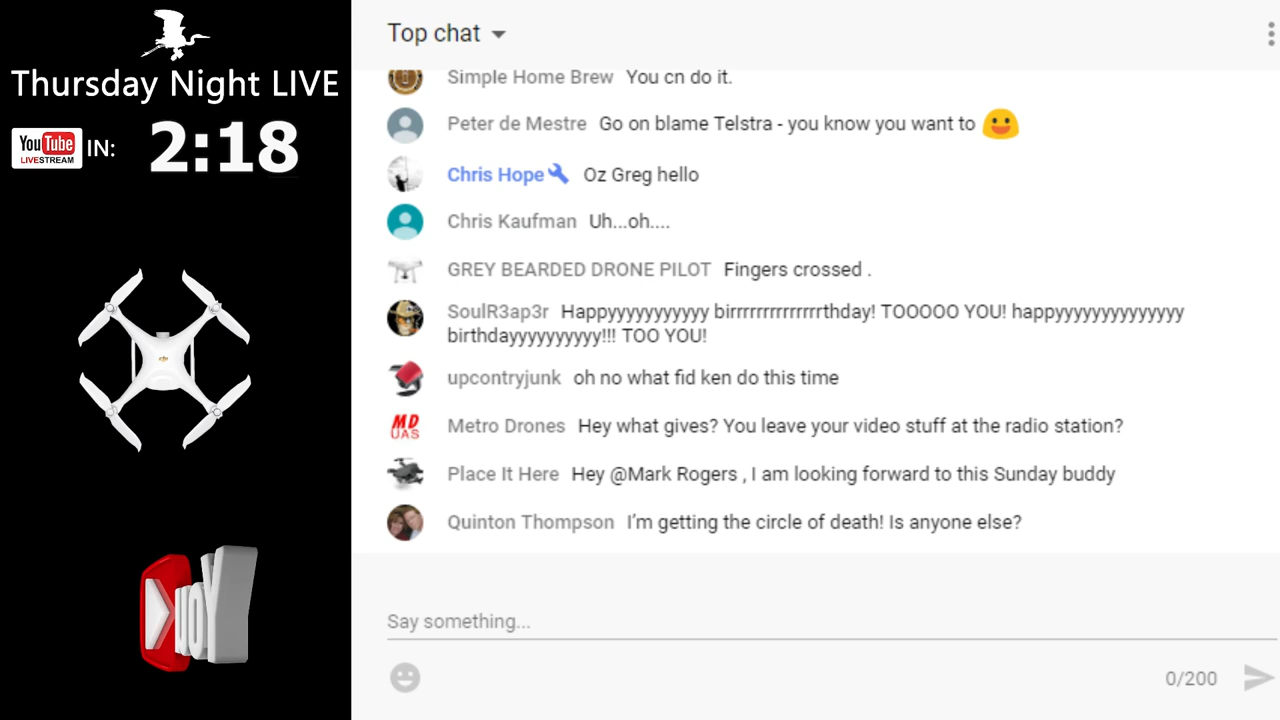 Thursday Night LIVE
YouTube
LIVESTREAM
IN:
2:18
Top chat
Simple Home Brew You cn do it.
Peter de Mestre Go on blame Telstra - you know you want to
Chris Hope Oz Greg hello
Chris Kaufman Uh...oh....
GREY BEARDED DRONE PILOT Fingers crossed .
SoulR3ap3r Happyyyyyyyyyyy birrrrrrrrrrrrrrthday! TOOOOO YOU! happyyyyyyyyyyyyyy
birthdayyyyyyyyyy!!! TOO YOU!
upcontryjunk oh no what fid ken do this time
MD
UAS
Metro Drones Hey what gives? You leave your video stuff at the radio station?
Place It Here Hey @Mark Rogers , I am looking forward to this Sunday buddy
Quinton Thompson I'm getting the circle of death! Is anyone else?
Say something...
0/200